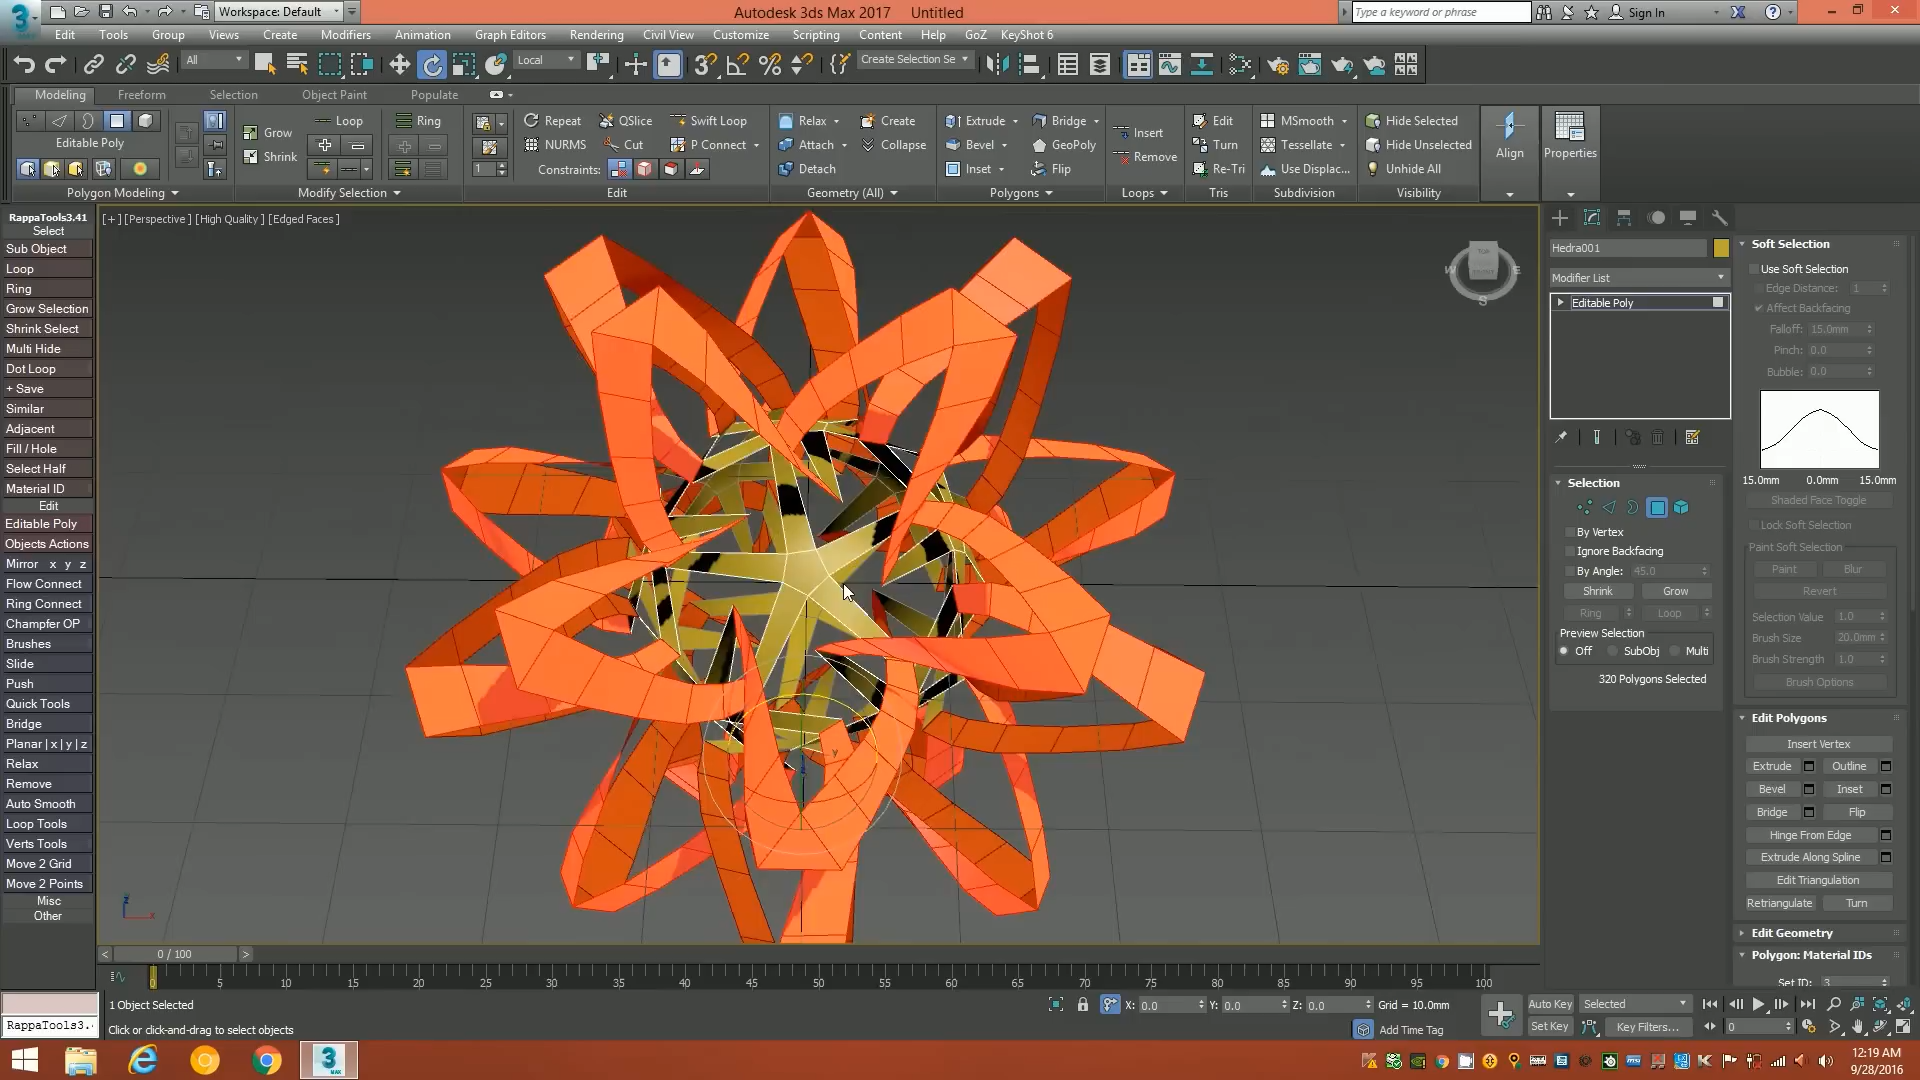 3
Workspace: Default
Autodesk 3ds Max 2017 Untitled
Type a keyword or phrase
Sign In
Edit Tools Group Views Create Modifiers Animation Graph Editors Rendering Civil View Customize Scripting Content Help GoZ KeyShot 6
All
Local
Create Selection Se
Modeling Freeform Selection Object Paint Populate
Loop Ring Repeat QSlice Swift Loop Relax Create Extrude Bridge Insert Edit MSmooth Hide Selected
Editable Poly Grow NURMS Cut P Connect Attach Collapse Bevel GeoPoly Remove Turn Tessellate Hide Unselected Align Properties
Shrink 1 Constraints: Detach Inset Flip Re-Tri Use Displac... Unhide All
Polygon Modeling Modify Selection Edit Geometry (All) Polygons Loops Tris Subdivision Visibility
RappaTools3.41
Select
Sub Object
Loop
Ring
Grow Selection
Shrink Select
Multi Hide
Dot Loop
+ Save
Similar
Adjacent
Fill / Hole
Select Half
Material ID
Edit
Editable Poly
Objects Actions
Mirror x y z
Flow Connect
Ring Connect
Champfer OP
Brushes
Slide
Push
Quick Tools
Bridge
Planar | x | y | z
Relax
Remove
Auto Smooth
Loop Tools
Verts Tools
Move 2 Grid
Move 2 Points
Misc
Other
[+] [Perspective ] [High Quality ] [Edged Faces ]
TOP
FRONT
W E
S
y
z
z
x
Hedra001
Modifier List
Editable Poly
Selection
By Vertex
Ignore Backfacing
By Angle: 45.0
Shrink Grow
Ring Loop
Preview Selection
Off SubObj Multi
320 Polygons Selected
Soft Selection
Use Soft Selection
Edge Distance: 1
Affect Backfacing
Falloff: 15.0mm
Pinch: 0.0
Bubble: 0.0
15.0mm 0.0mm 15.0mm
Shaded Face Toggle
Lock Soft Selection
Paint Soft Selection
Paint Blur
Revert
Selection Value 1.0
Brush Size 20.0mm
Brush Strength 1.0
Brush Options
Edit Polygons
Insert Vertex
Extrude Outline
Bevel Inset
Bridge Flip
Hinge From Edge
Extrude Along Spline
Edit Triangulation
Retriangulate Turn
Edit Geometry
Polygon: Material IDs
Set ID: 3
< 0 / 100 >
0 5 10 15 20 25 30 35 40 45 50 55 60 65 70 75 80 85 90 95 100
RappaTools3.
1 Object Selected
Click or click-and-drag to select objects
X: 0.0 Y: 0.0 Z: 0.0 Grid = 10.0mm
Add Time Tag
Auto Key Selected
Set Key Key Filters... 0
3
MAX
12:19 AM
9/28/2016